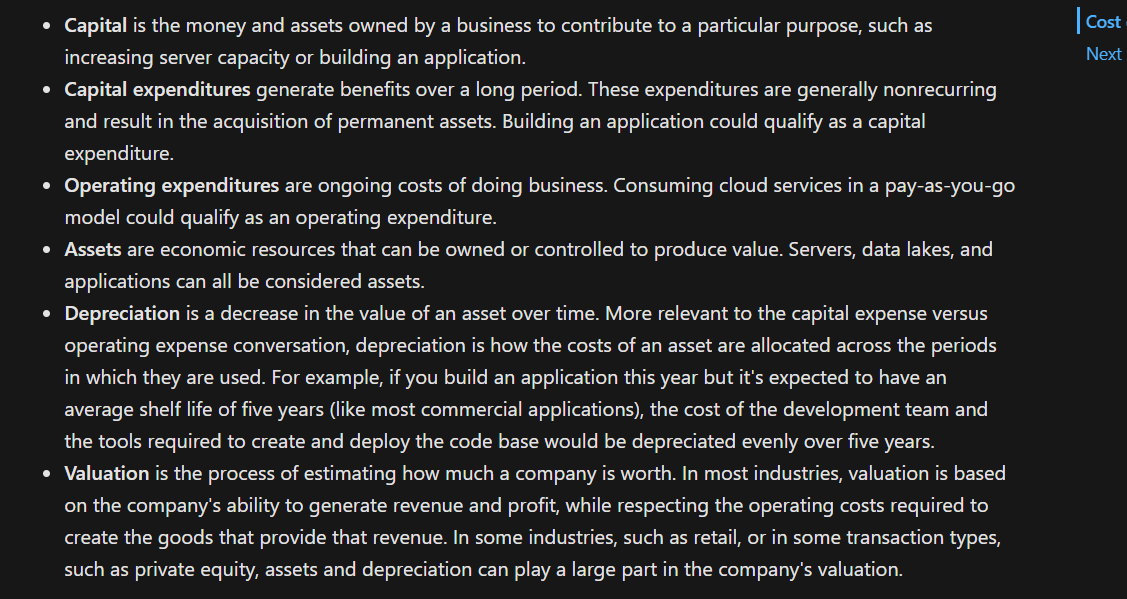 • Capital is the money and assets owned by a business to contribute to a particular purpose, such as
increasing server capacity or building an application.
• Capital expenditures generate benefits over a long period. These expenditures are generally nonrecurring
and result in the acquisition of permanent assets. Building an application could qualify as a capital
expenditure.
• Operating expenditures are ongoing costs of doing business. Consuming cloud services in a pay-as-you-go
model could qualify as an operating expenditure.
• Assets are economic resources that can be owned or controlled to produce value. Servers, data lakes, and
applications can all be considered assets.
• Depreciation is a decrease in the value of an asset over time. More relevant to the capital expense versus
operating expense conversation, depreciation is how the costs of an asset are allocated across the periods
in which they are used. For example, if you build an application this year but it's expected to have an
average shelf life of five years (like most commercial applications), the cost of the development team and
the tools required to create and deploy the code base would be depreciated evenly over five years.
• Valuation is the process of estimating how much a company is worth. In most industries, valuation is based
on the company's ability to generate revenue and profit, while respecting the operating costs required to
create the goods that provide that revenue. In some industries, such as retail, or in some transaction types,
such as private equity, assets and depreciation can play a large part in the company's valuation.
Cost
Next